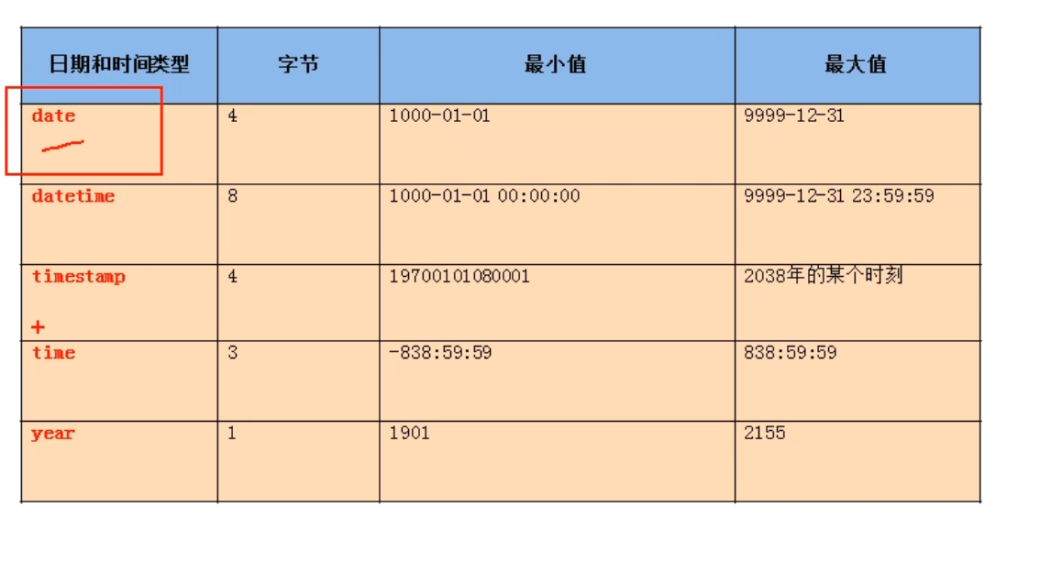 日期和时间类型 字节 最小值 最大值
date 4 1000-01-01 9999-12-31
datetime 8 1000-01-01 00:00:00 9999-12-31 23:59:59
timestamp 4 19700101080001 2038年的某个时刻
+
time 3 -838:59:59 838:59:59
year 1 1901 2155